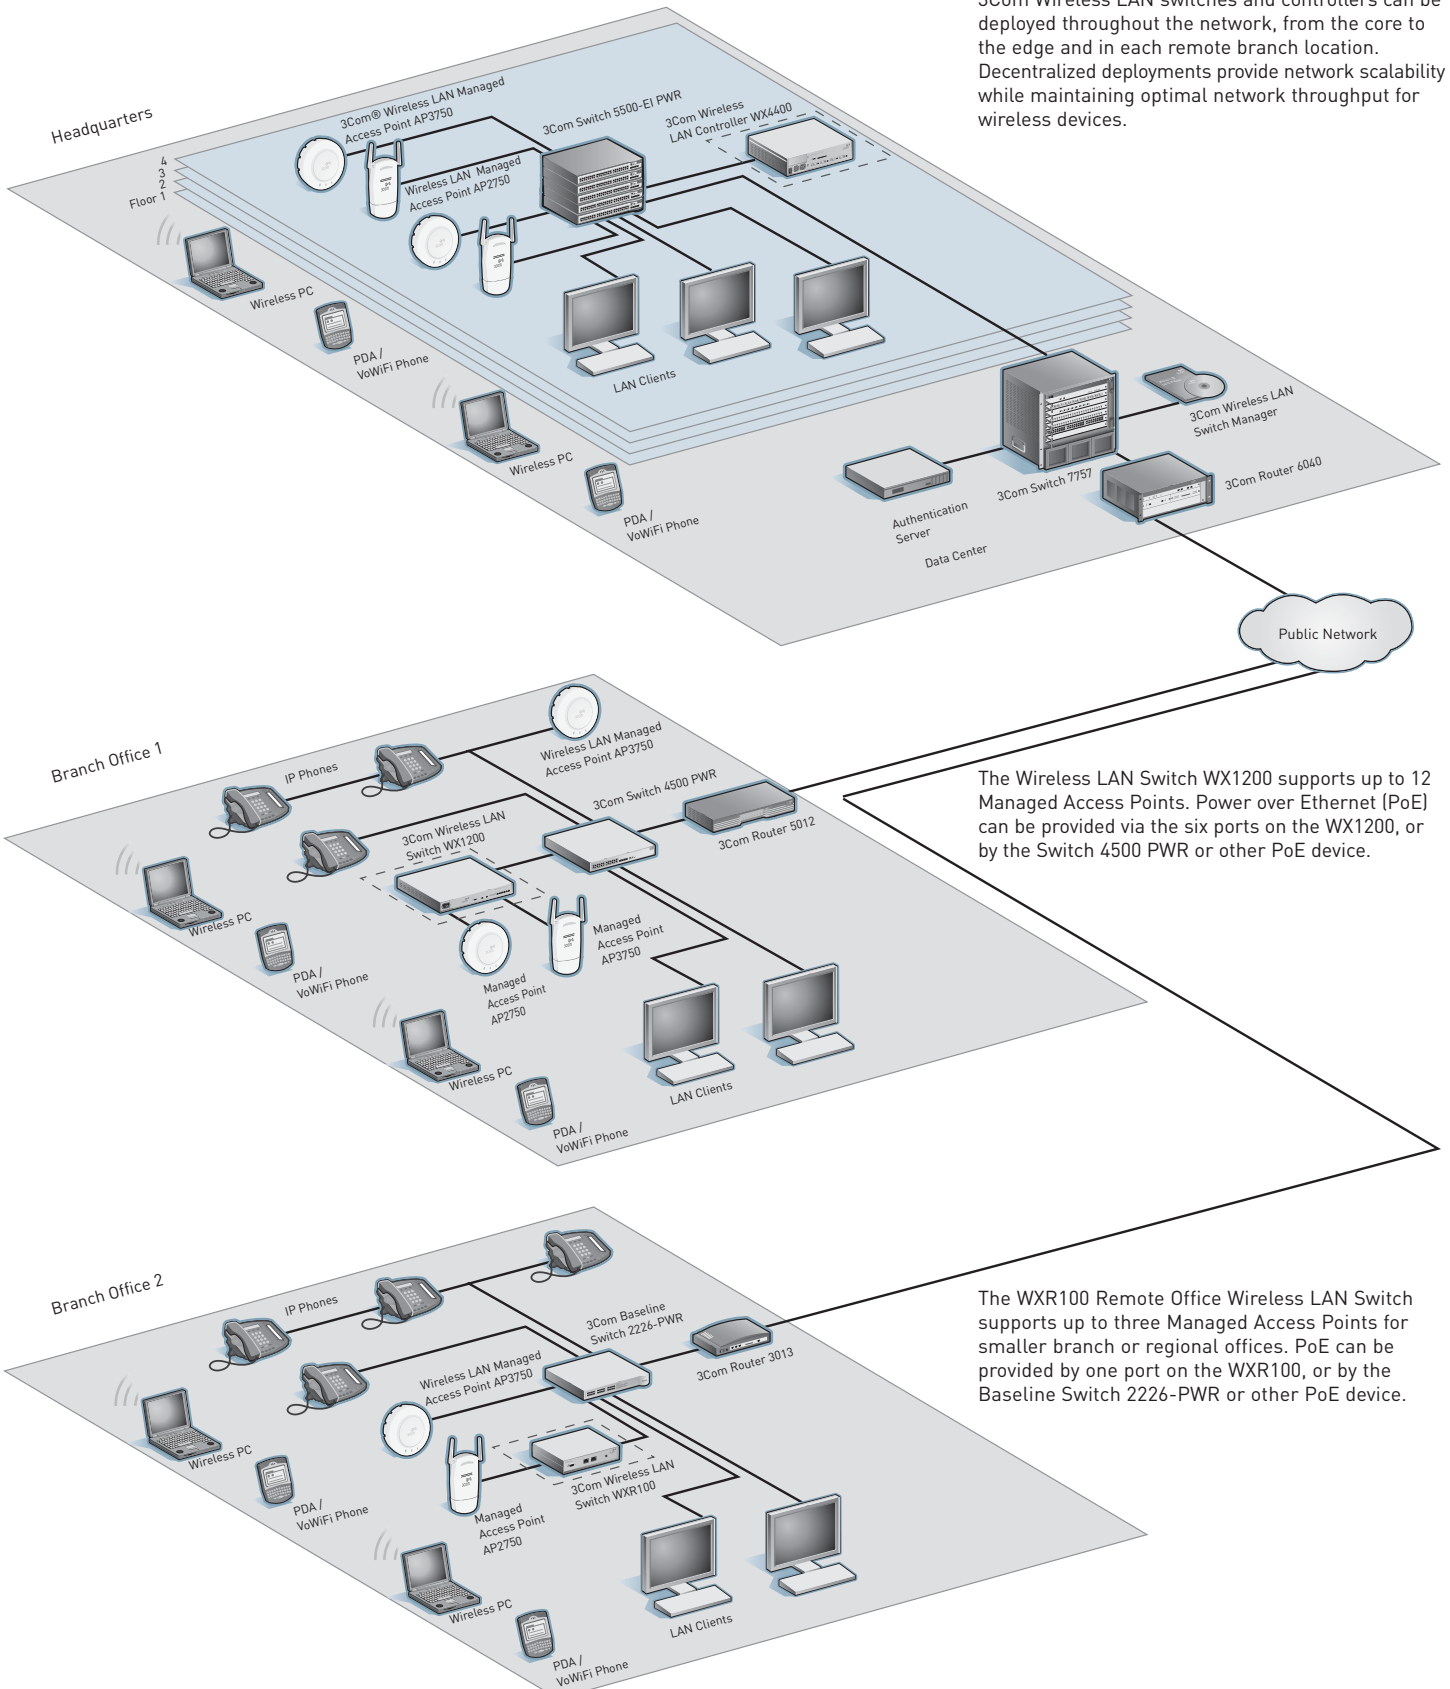 3Com Wireless LAN switches and controllers can be
deployed throughout the network, from the core to
the edge and in each remote branch location.
Decentralized deployments provide network scalability
while maintaining optimal network throughput for
wireless devices.
Headquarters
4
3
2
Floor 1
3Com® Wireless LAN Managed
Access Point AP3750
Wireless LAN Managed
Access Point AP2750
3Com Switch 5500-EI PWR
3Com Wireless
LAN Controller WX4400
Wireless PC
PDA /
VoWiFi Phone
LAN Clients
Wireless PC
PDA /
VoWiFi Phone
3Com Wireless LAN
Switch Manager
3Com Switch 7757
3Com Router 6040
Authentication
Server
Data Center
Public Network
Branch Office 1
IP Phones
Wireless LAN Managed
Access Point AP3750
3Com Switch 4500 PWR
3Com Router 5012
3Com Wireless LAN
Switch WX1200
Managed
Access Point
AP3750
Managed
Access Point
AP2750
Wireless PC
PDA /
VoWiFi Phone
Wireless PC
PDA /
VoWiFi Phone
LAN Clients
The Wireless LAN Switch WX1200 supports up to 12
Managed Access Points. Power over Ethernet (PoE)
can be provided via the six ports on the WX1200, or
by the Switch 4500 PWR or other PoE device.
Branch Office 2
IP Phones
3Com Baseline
Switch 2226-PWR
3Com Router 3013
Wireless LAN Managed
Access Point AP3750
3Com Wireless LAN
Switch WXR100
Managed
Access Point
AP2750
Wireless PC
PDA /
VoWiFi Phone
Wireless PC
PDA /
VoWiFi Phone
LAN Clients
The WXR100 Remote Office Wireless LAN Switch
supports up to three Managed Access Points for
smaller branch or regional offices. PoE can be
provided by one port on the WXR100, or by the
Baseline Switch 2226-PWR or other PoE device.